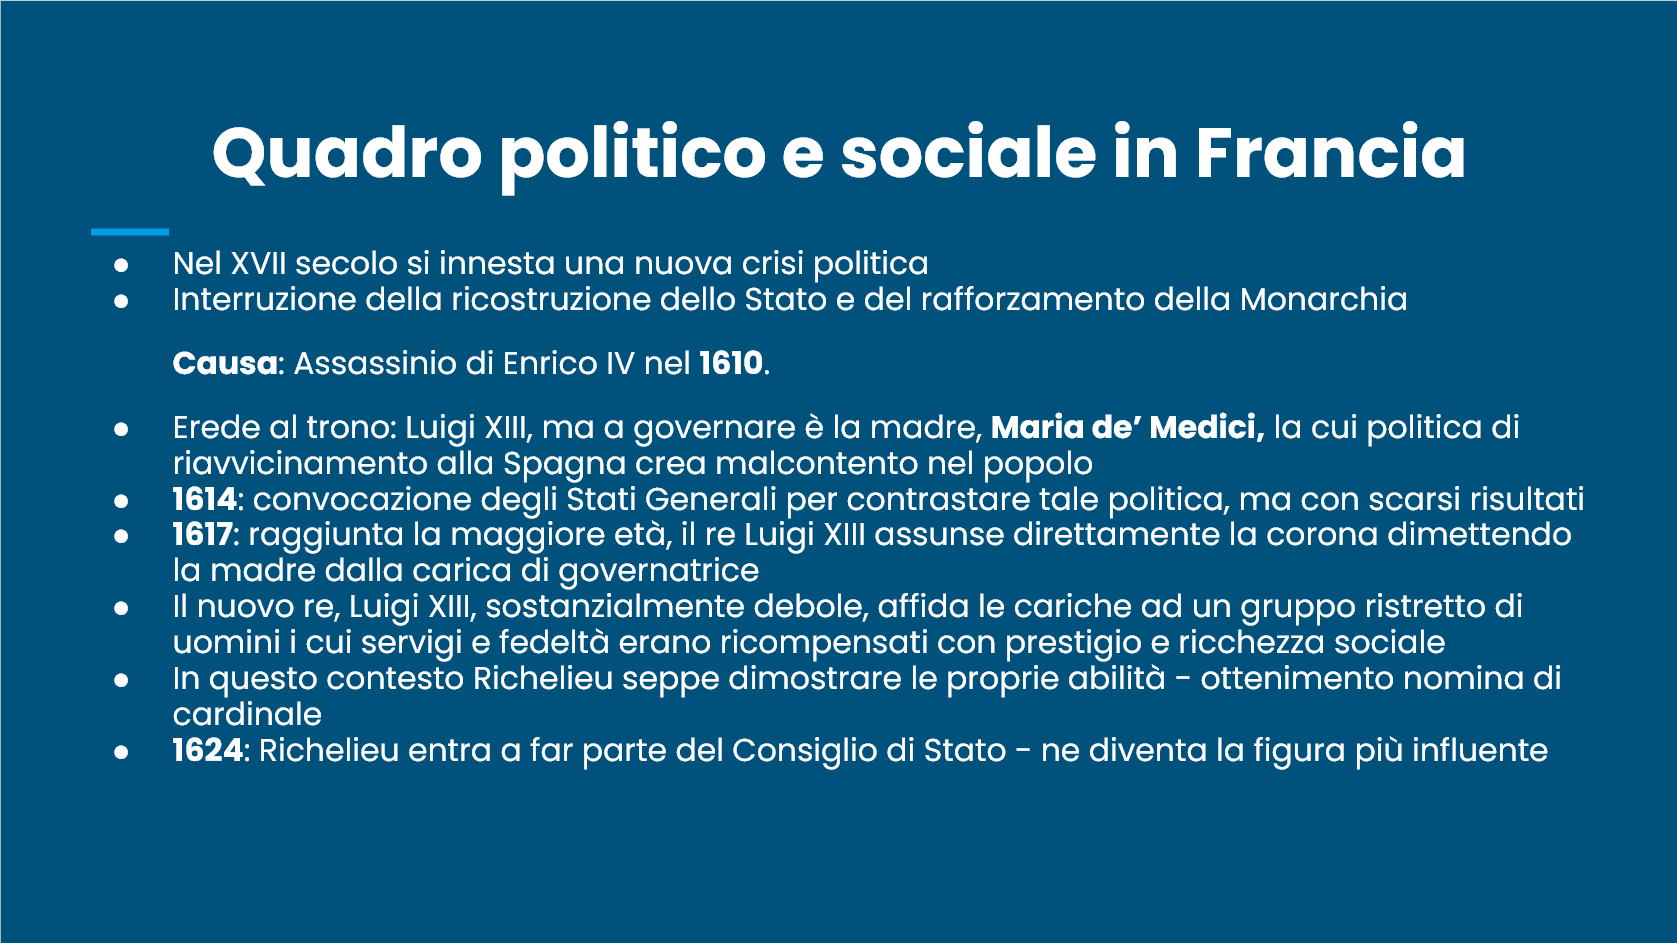 Quadro politico e sociale in Francia
● Nel XVII secolo si innesta una nuova crisi politica
● Interruzione della ricostruzione dello Stato e del rafforzamento della Monarchia
Causa: Assassinio di Enrico IV nel 1610.
● Erede al trono: Luigi XIII, ma a governare è la madre, Maria de’ Medici, la cui politica di
riavvicinamento alla Spagna crea malcontento nel popolo
● 1614: convocazione degli Stati Generali per contrastare tale politica, ma con scarsi risultati
● 1617: raggiunta la maggiore età, il re Luigi XIII assunse direttamente la corona dimettendo
la madre dalla carica di governatrice
● Il nuovo re, Luigi XIII, sostanzialmente debole, affida le cariche ad un gruppo ristretto di
uomini i cui servigi e fedeltà erano ricompensati con prestigio e ricchezza sociale
● In questo contesto Richelieu seppe dimostrare le proprie abilità - ottenimento nomina di
cardinale
● 1624: Richelieu entra a far parte del Consiglio di Stato - ne diventa la figura più influente